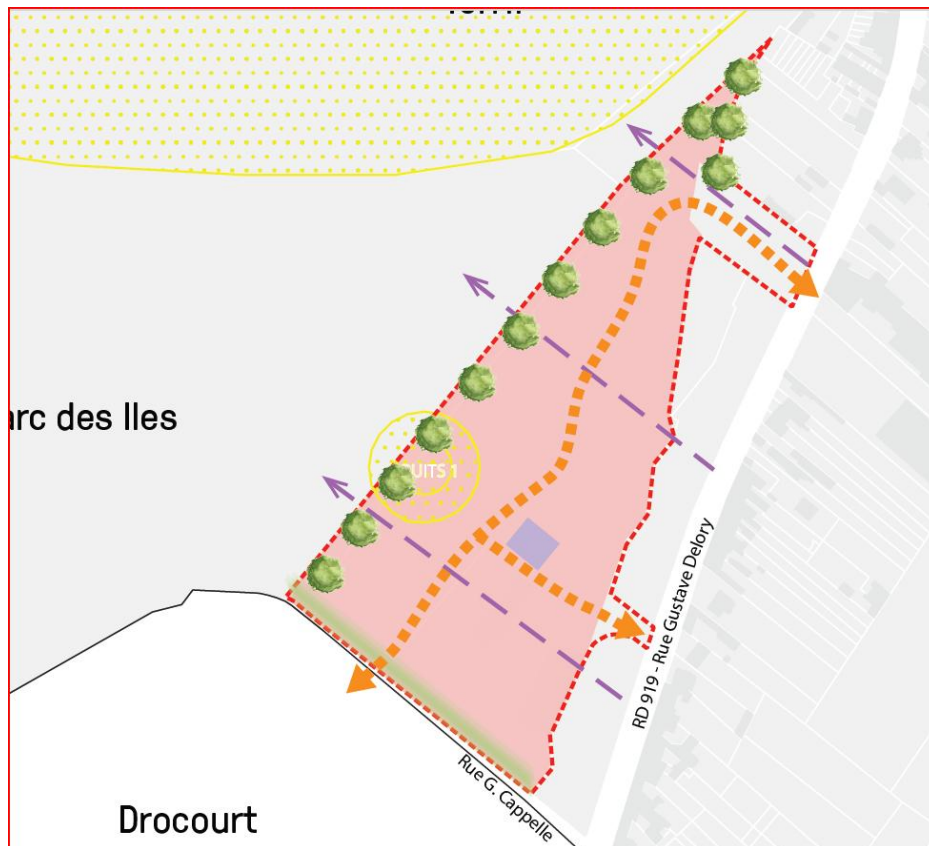 arc des Iles
UITS 1
RD 919 - Rue Gustave Delory
Rue G. Cappelle
Drocourt